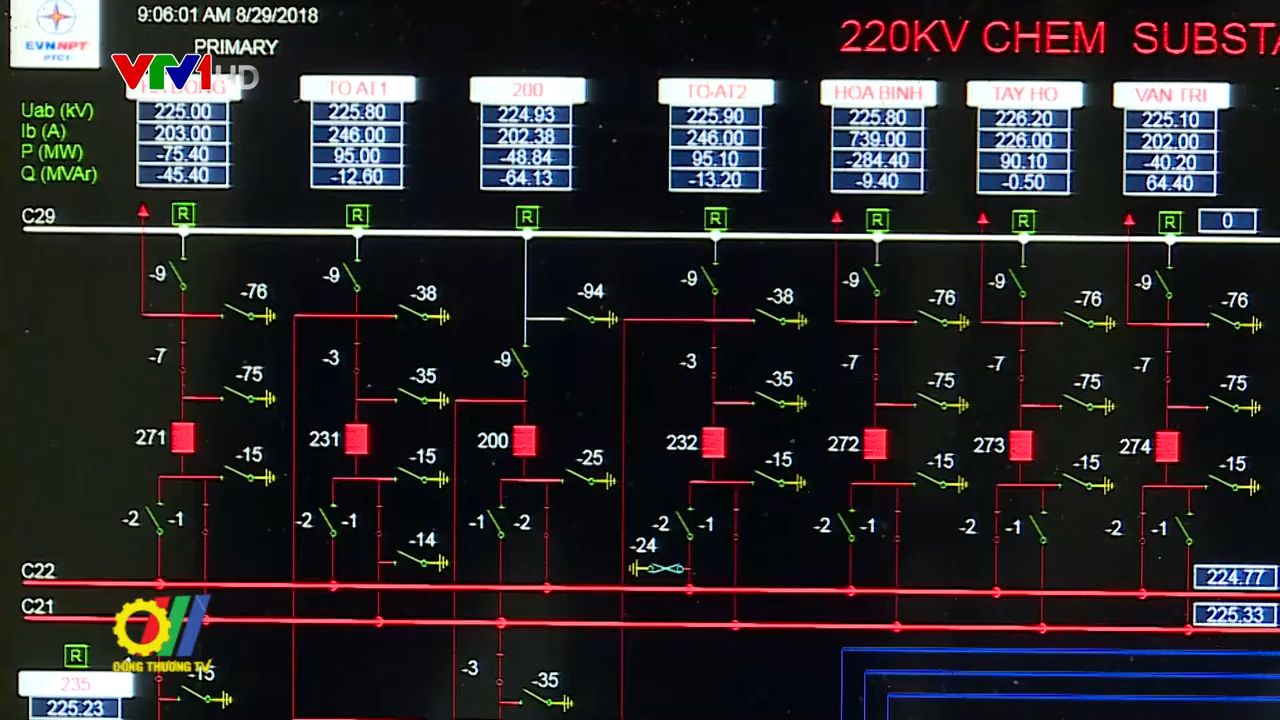 9:06:01 AM 8/29/2018
EVNNPT
PTC1
PRIMARY
220KV CHEM SUBSTA
VTV1 HD
TO AT1 200 TO AT2 HOA BINH TAY HO VAN TRI
Uab (kV) 225.00 225.80 224.93 225.90 225.80 226.20 225.10
Ib (A) 203.00 246.00 202.38 246.00 739.00 226.00 202.00
P (MW) -75.40 95.00 -48.84 95.10 -284.40 90.10 -40.20
Q (MVAr) -45.40 -12.60 -64.13 -13.20 -9.40 -0.50 64.40
C29 R R R R R R R 0
-9 -9 -9 -9 -9 -9
-76 -38 -94 -38 -76 -76 -76
-7 -3 -9 -3 -7 -7 -7
-75 -35 -35 -75 -75 -75
271 231 200 232 272 273 274
-15 -15 -25 -15 -15 -15 -15
-2 -1 -2 -1 -1 -2 -2 -1 -2 -1 -2 -1 -2 -1
-14 -24
C22 224.77
C21 225.33
CÔNG THƯƠNG TV
R
-15 -3 -35
235
225.23